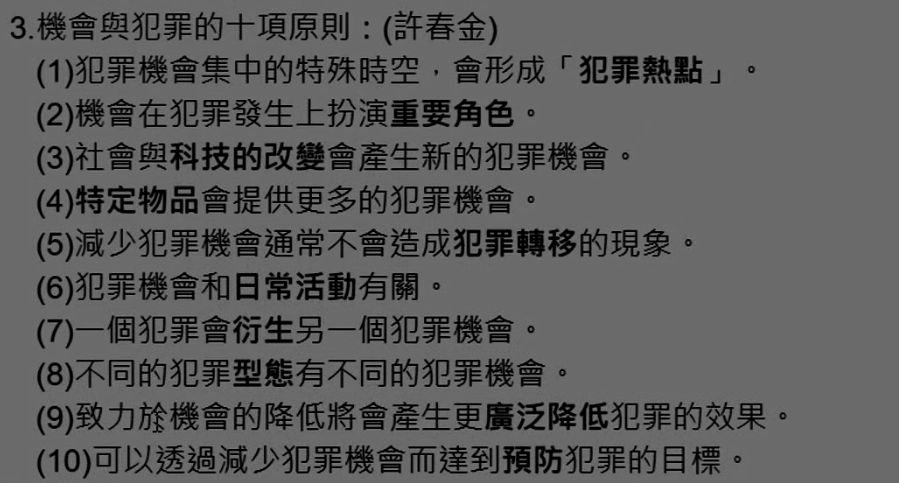 3.機會與犯罪的十項原則：(許春金)
(1)犯罪機會集中的特殊時空，會形成「犯罪熱點」。
(2)機會在犯罪發生上扮演重要角色。
(3)社會與科技的改變會產生新的犯罪機會。
(4)特定物品會提供更多的犯罪機會。
(5)減少犯罪機會通常不會造成犯罪轉移的現象。
(6)犯罪機會和日常活動有關。
(7)一個犯罪會衍生另一個犯罪機會。
(8)不同的犯罪型態有不同的犯罪機會。
(9)致力於機會的降低將會產生更廣泛降低犯罪的效果。
(10)可以透過減少犯罪機會而達到預防犯罪的目標。